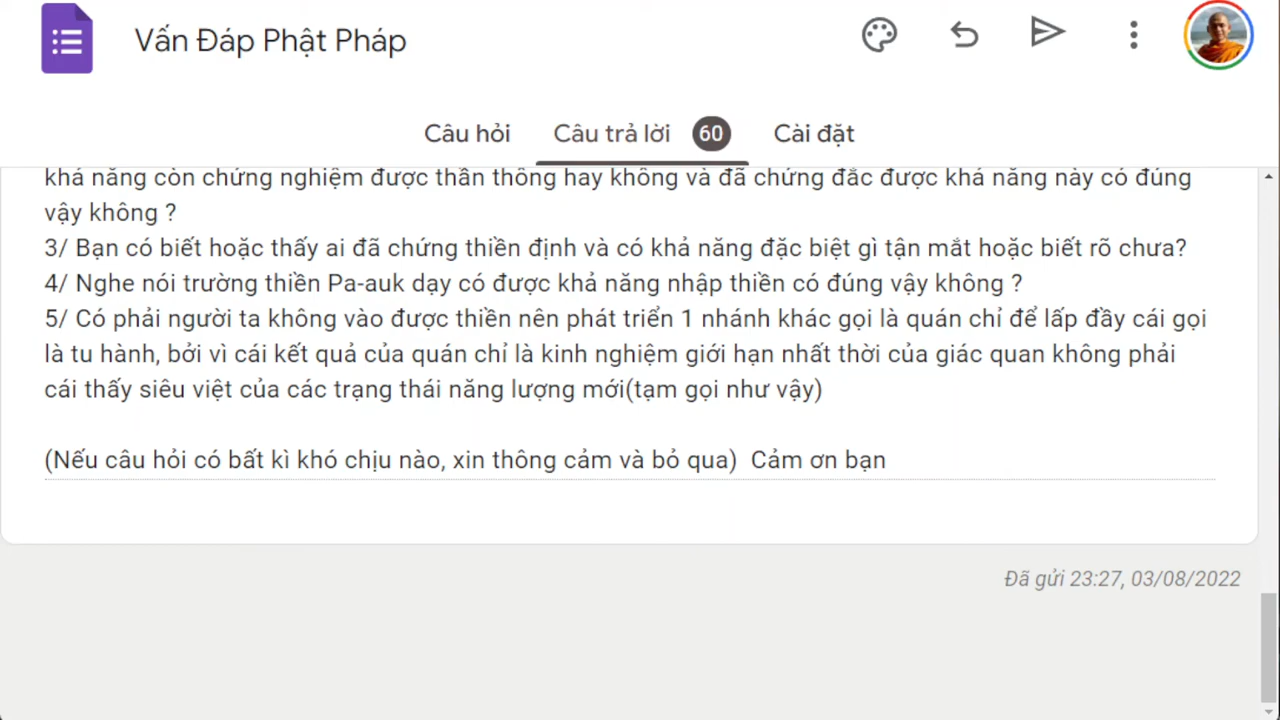 Vấn Đáp Phật Pháp
Câu hỏi
Câu trả lời 60
Cài đặt
khả năng còn chứng nghiệm được thần thông hay không và đã chứng đắc được khả năng này có đúng
vậy không ?
3/ Bạn có biết hoặc thấy ai đã chứng thiền định và có khả năng đặc biệt gì tận mắt hoặc biết rõ chưa?
4/ Nghe nói trường thiền Pa-auk dạy có được khả năng nhập thiền có đúng vậy không ?
5/ Có phải người ta không vào được thiền nên phát triển 1 nhánh khác gọi là quán chỉ để lấp đầy cái gọi
là tu hành, bởi vì cái kết quả của quán chỉ là kinh nghiệm giới hạn nhất thời của giác quan không phải
cái thấy siêu việt của các trạng thái năng lượng mới(tạm gọi như vậy)
(Nếu câu hỏi có bất kì khó chịu nào, xin thông cảm và bỏ qua)  Cảm ơn bạn
Đã gửi 23:27, 03/08/2022